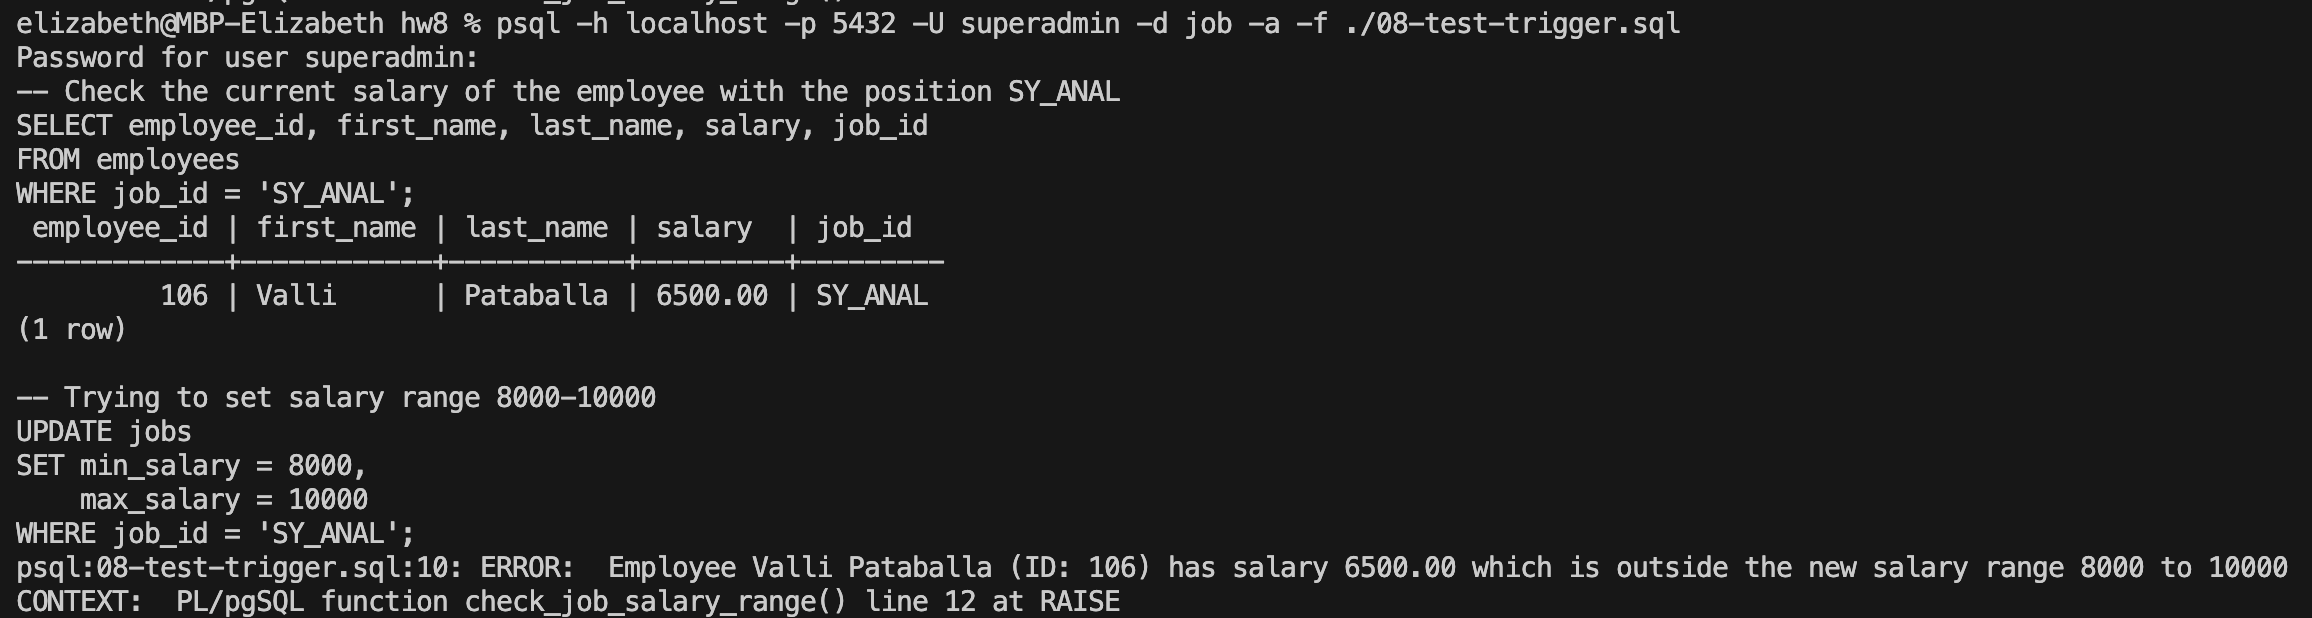 elizabeth@MBP-Elizabeth hw8 % psql -h localhost -p 5432 -U superadmin -d job -a -f ./08-test-trigger.sql
Password for user superadmin:
-- Check the current salary of the employee with the position SY_ANAL
SELECT employee_id, first_name, last_name, salary, job_id
FROM employees
WHERE job_id = 'SY_ANAL';
 employee_id | first_name | last_name | salary  | job_id
-------------+------------+-----------+---------+---------
         106 | Valli      | Pataballa | 6500.00 | SY_ANAL
(1 row)

-- Trying to set salary range 8000-10000
UPDATE jobs
SET min_salary = 8000,
    max_salary = 10000
WHERE job_id = 'SY_ANAL';
psql:08-test-trigger.sql:10: ERROR:  Employee Valli Pataballa (ID: 106) has salary 6500.00 which is outside the new salary range 8000 to 10000
CONTEXT:  PL/pgSQL function check_job_salary_range() line 12 at RAISE